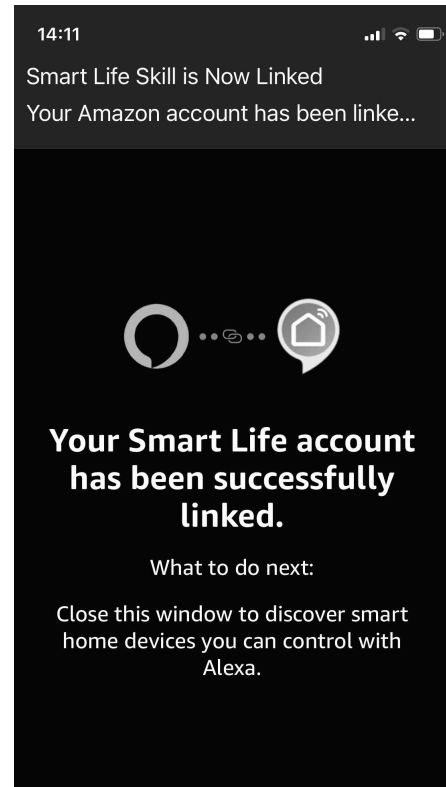 14:11
Smart Life Skill is Now Linked
Your Amazon account has been linke...
Your Smart Life account
has been successfully
linked.
What to do next:
Close this window to discover smart
home devices you can control with
Alexa.